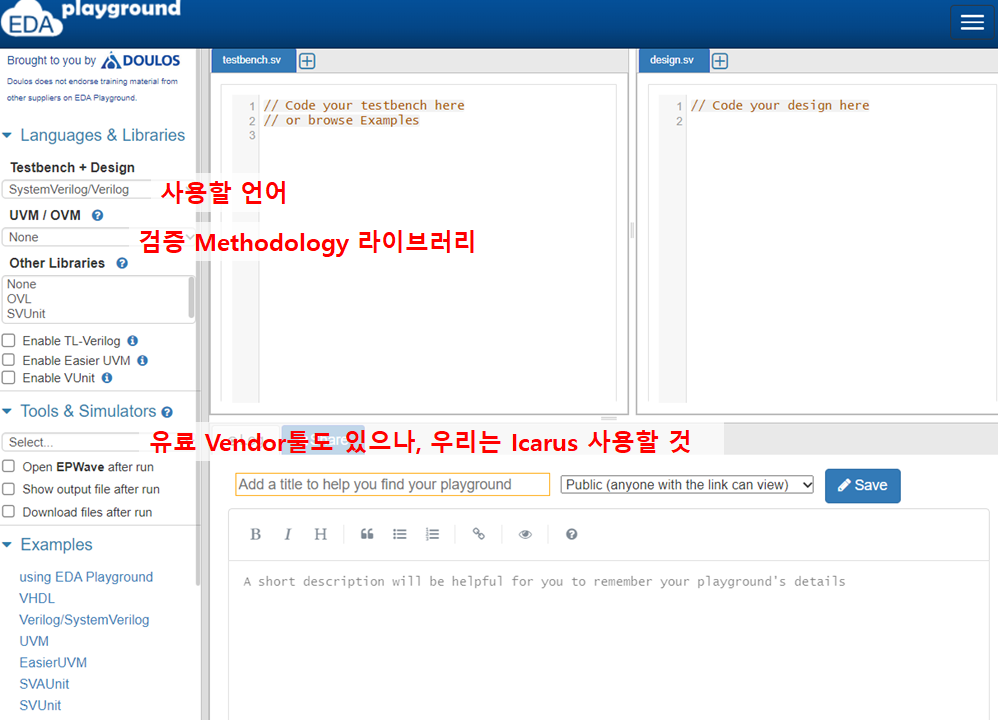 EDA playground
Brought to you by DOULOS
Doulos does not endorse training material from
other suppliers on EDA Playground.
Languages & Libraries
Testbench + Design
SystemVerilog/Verilog
사용할 언어
UVM / OVM ?
None
검증 Methodology 라이브러리
Other Libraries ?
None
OVL
SVUnit
Enable TL-Verilog i
Enable Easier UVM i
Enable VUnit i
Tools & Simulators ?
Select...
유료 Vendor툴도 있으나, 우리는 Icarus 사용할 것
Open EPWave after run
Show output file after run
Download files after run
Examples
using EDA Playground
VHDL
Verilog/SystemVerilog
UVM
EasierUVM
SVAUnit
SVUnit
testbench.sv +
1 // Code your testbench here
2 // or browse Examples
3
design.sv +
1 // Code your design here
2
Add a title to help you find your playground
Public (anyone with the link can view)
Save
B I H ?
A short description will be helpful for you to remember your playground's details